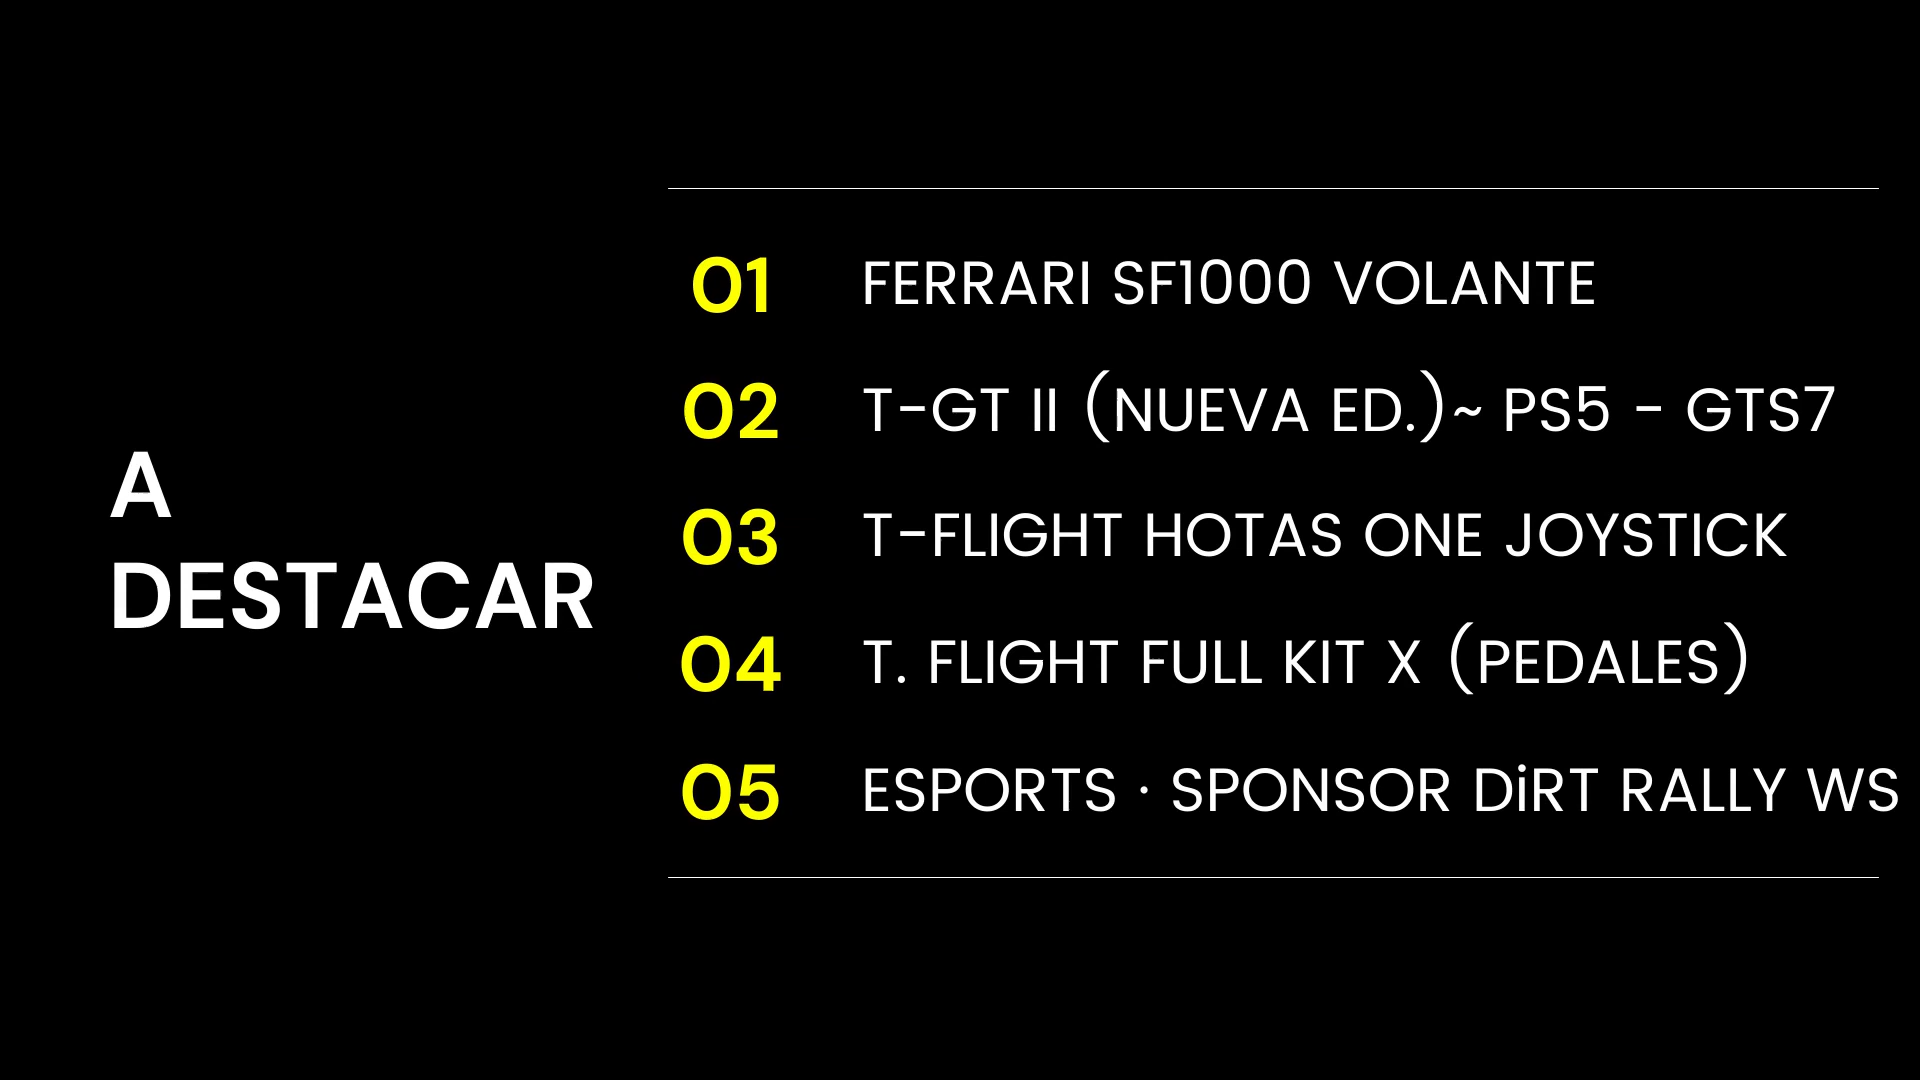 A
DESTACAR
01 FERRARI SF1000 VOLANTE
02 T-GT II (NUEVA ED.)~ PS5 - GTS7
03 T-FLIGHT HOTAS ONE JOYSTICK
04 T. FLIGHT FULL KIT X (PEDALES)
05 ESPORTS · SPONSOR DiRT RALLY WS